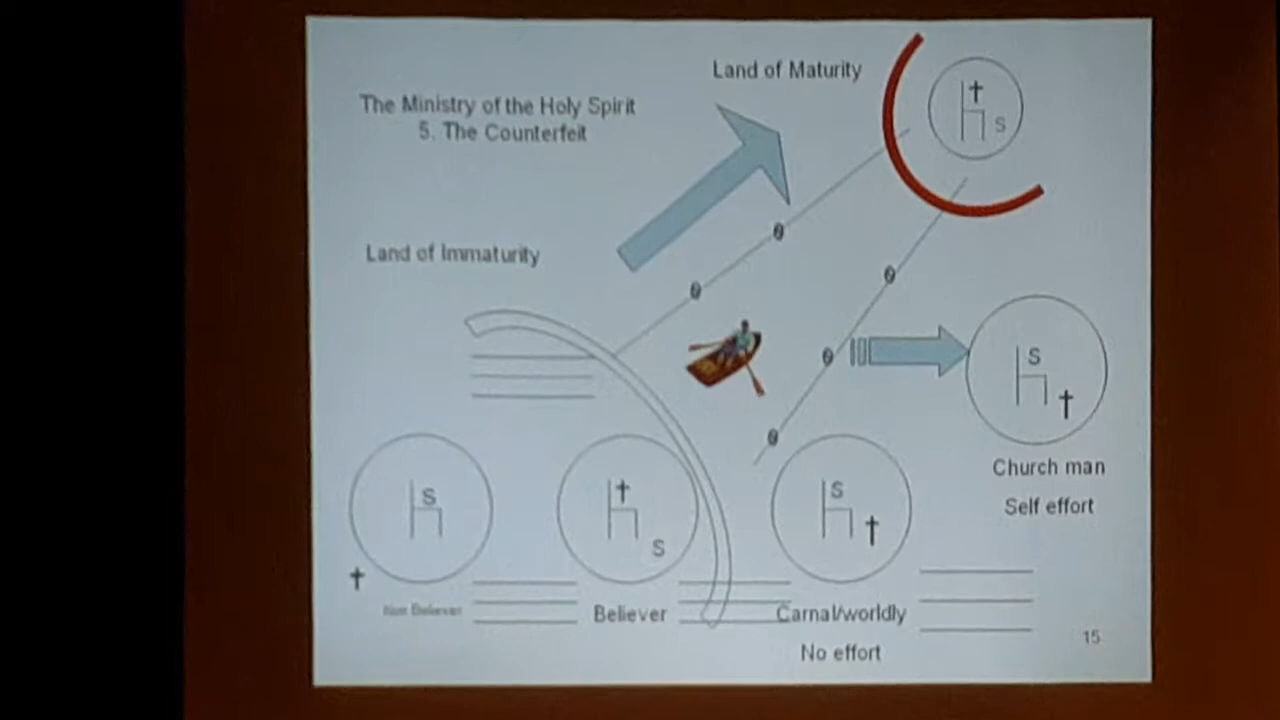 Land of Maturity
The Ministry of the Holy Spirit
5. The Counterfeit
Land of Immaturity
S
S
S
S
S
Church man
Self effort
Non Believer
Believer
Carnal/worldly
No effort
15